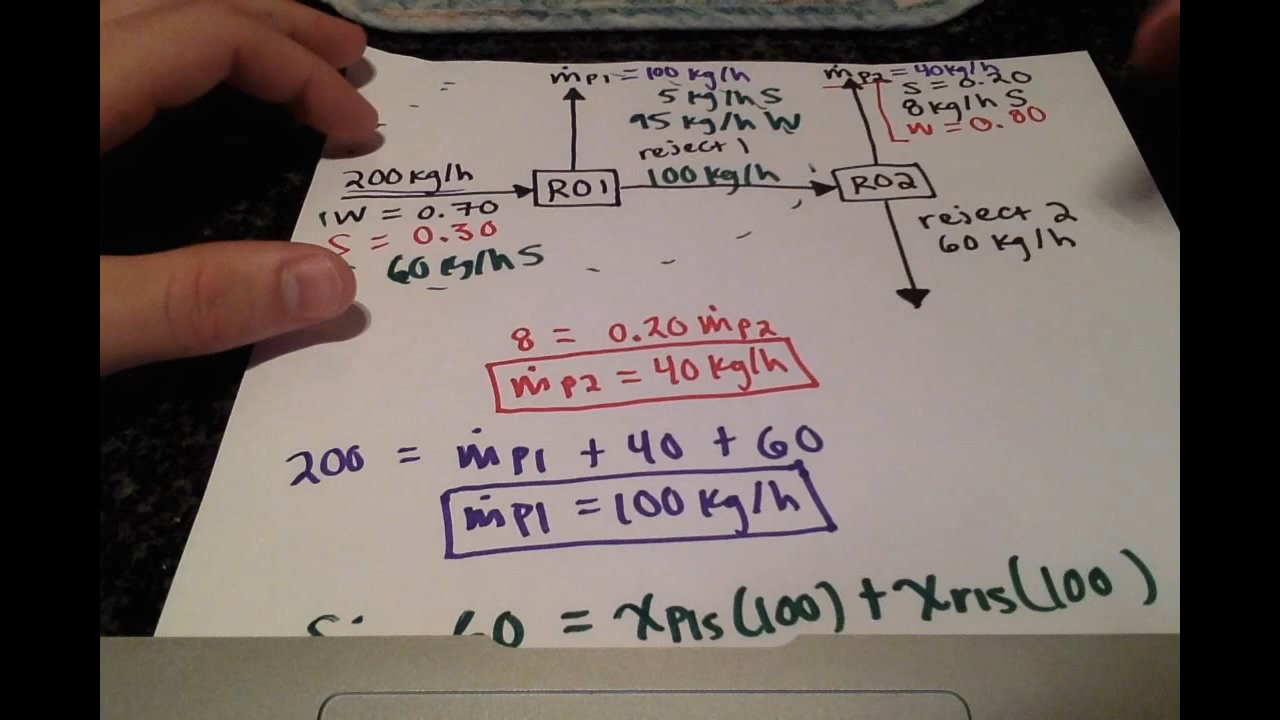 ṁp1 = 100 kg/h
5 kg/h S
95 kg/h W
reject 1
100 kg/h
ṁp2 = 40 kg/h
S = 0.20
8 kg/h S
W = 0.80
200 kg/h
W = 0.70
S = 0.30
60 kg/h S
RO1
RO2
reject 2
60 kg/h
8 = 0.20 ṁp2
ṁp2 = 40 kg/h
200 = ṁp1 + 40 + 60
ṁp1 = 100 kg/h
S: 60 = xp1s(100) + xr1s(100)